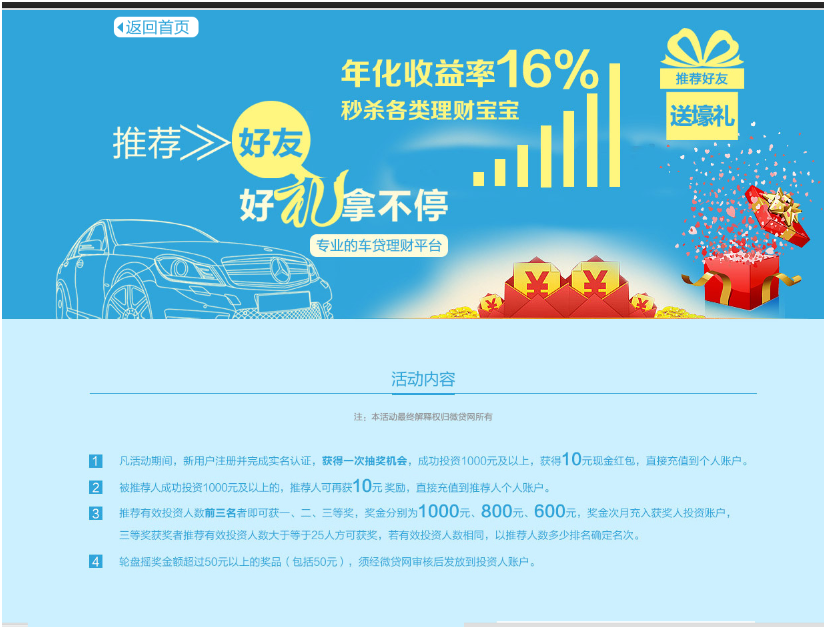 返回首页
年化收益率16%
秒杀各类理财宝宝
推荐好友
送壕礼
推荐 好友
好礼拿不停
专业的车贷理财平台
活动内容
注：本活动最终解释权归微贷网所有
1 凡活动期间，新用户注册并完成实名认证，获得一次抽奖机会，成功投资1000元及以上，获得10元现金红包，直接充值到个人账户。
2 被推荐人成功投资1000元及以上的，推荐人可再获10元 奖励，直接充值到推荐人个人账户。
3 推荐有效投资人数前三名者即可获一、二、三等奖，奖金分别为1000元、800元、600元，奖金次月充入获奖人投资账户，
三等奖获奖者推荐有效投资人数大于等于25人方可获奖，若有效投资人数相同，以推荐人数多少排名确定名次。
4 轮盘摇奖金额超过50元以上的奖品（包括50元），须经微贷网审核后发放到投资人账户。